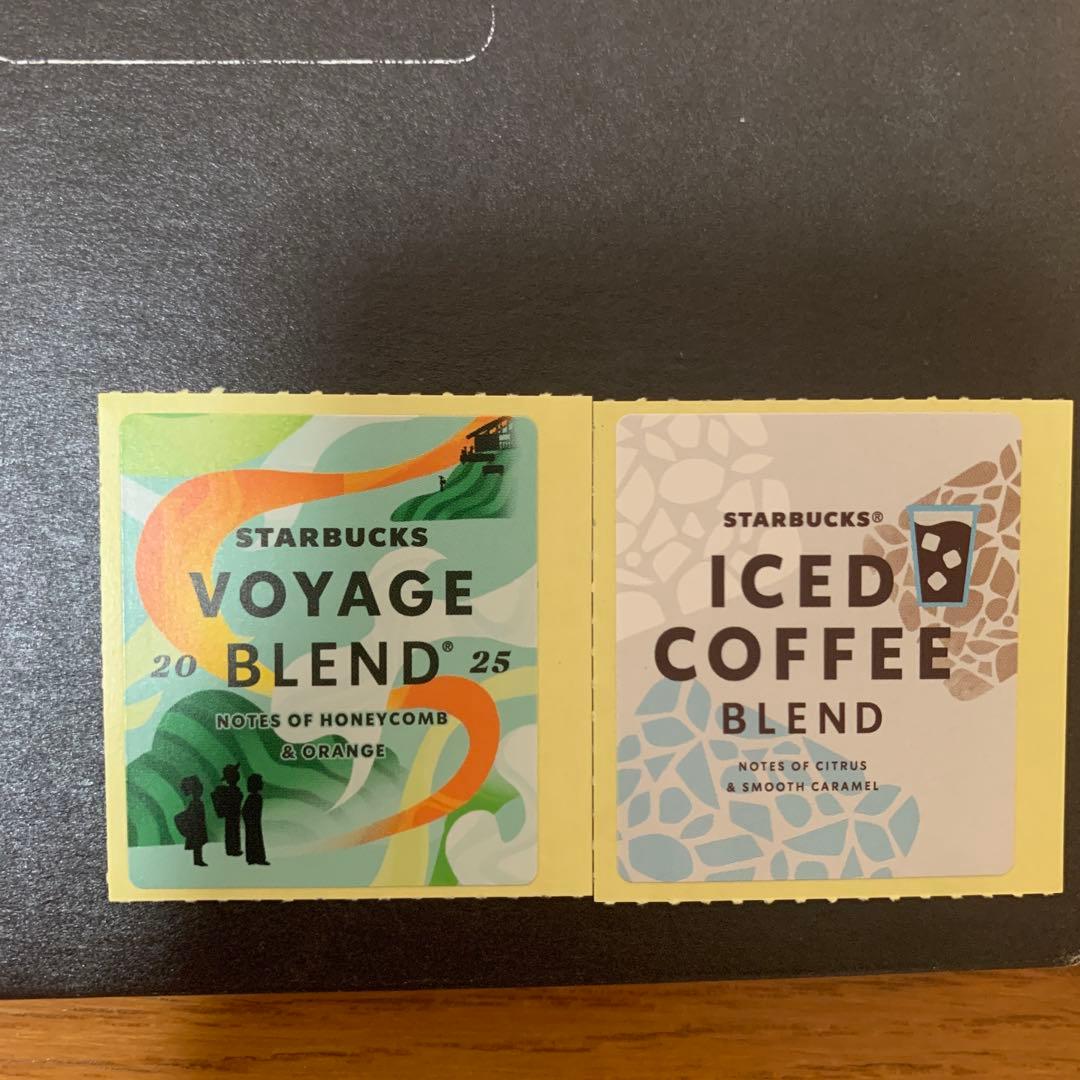 STARBUCKS
VOYAGE
20 BLEND® 25
NOTES OF HONEYCOMB
& ORANGE
STARBUCKS®
ICED
COFFEE
BLEND
NOTES OF CITRUS
& SMOOTH CARAMEL